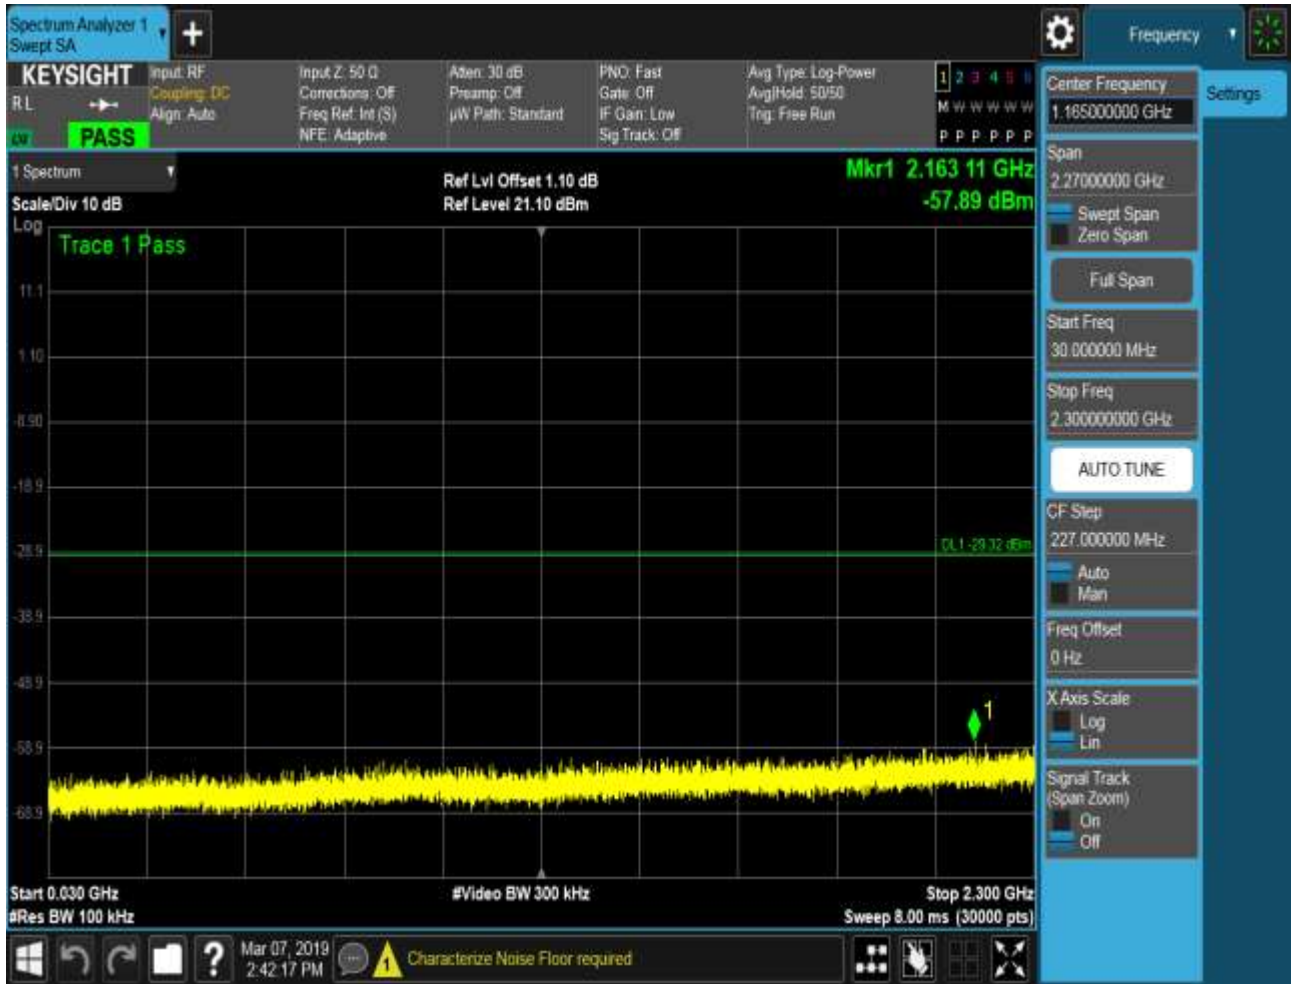 Spectrum Analyzer 1
Swept SA
Frequency
KEYSIGHT
RL
PASS
Input: RF
Coupling: DC
Align: Auto
Input Z: 50 Ω
Corrections: Off
Freq Ref: Int (S)
NFE: Adaptive
Atten: 30 dB
Preamp: Off
µW Path: Standard
PNO: Fast
Gate: Off
IF Gain: Low
Sig Track: Off
Avg Type: Log-Power
Avg|Hold: 50/50
Trig: Free Run
1 2 3 4 5 6
M W W W W W
P P P P P P
Settings
Center Frequency
1.165000000 GHz
Span
2.27000000 GHz
Swept Span
Zero Span
Full Span
Start Freq
30.000000 MHz
Stop Freq
2.300000000 GHz
AUTO TUNE
CF Step
227.000000 MHz
Auto
Man
Freq Offset
0 Hz
X Axis Scale
Log
Lin
Signal Track
(Span Zoom)
On
Off
1 Spectrum
Scale/Div 10 dB
Log
Ref Lvl Offset 1.10 dB
Ref Level 21.10 dBm
Mkr1 2.163 11 GHz
-57.89 dBm
Trace 1 Pass
11.1
1.10
-8.90
-18.9
-28.9
DL1 -29.32 dBm
-38.9
-48.9
1
-58.9
-68.9
Start 0.030 GHz
#Video BW 300 kHz
Stop 2.300 GHz
#Res BW 100 kHz
Sweep 8.00 ms (30000 pts)
?
Mar 07, 2019
2:42:17 PM
1
Characterize Noise Floor required